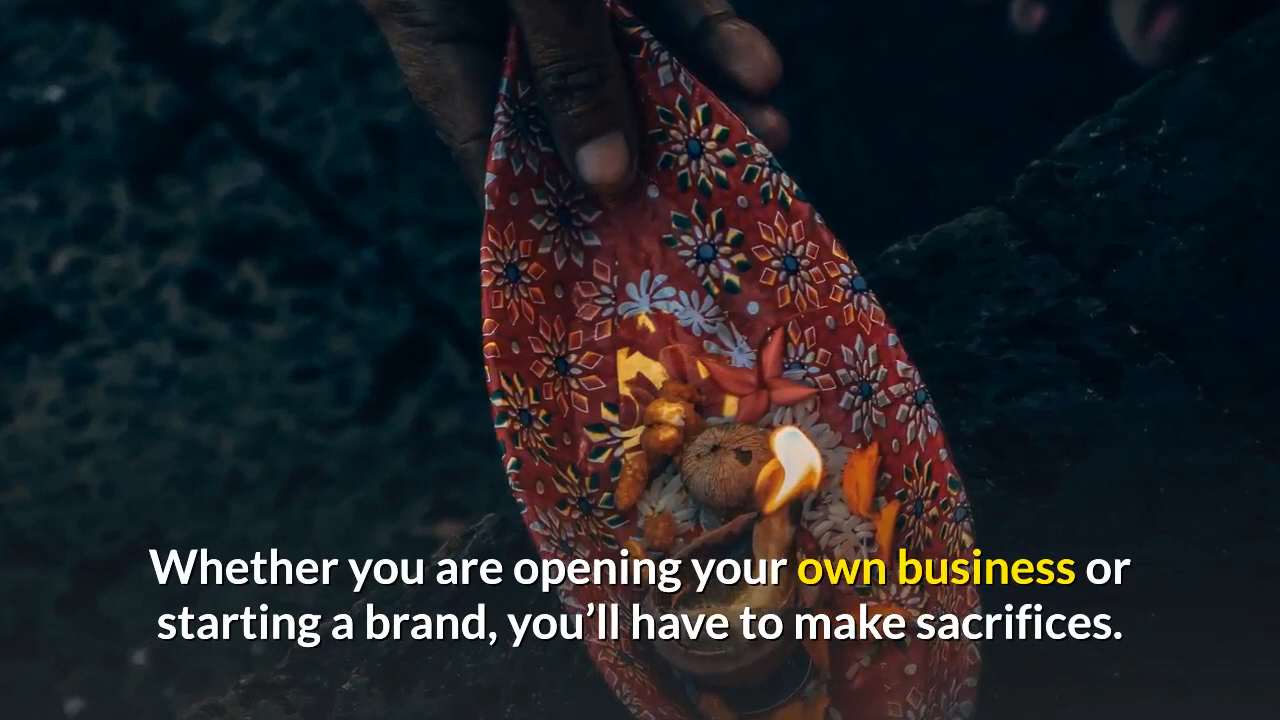 Whether you are opening your own business or
starting a brand, you’ll have to make sacrifices.